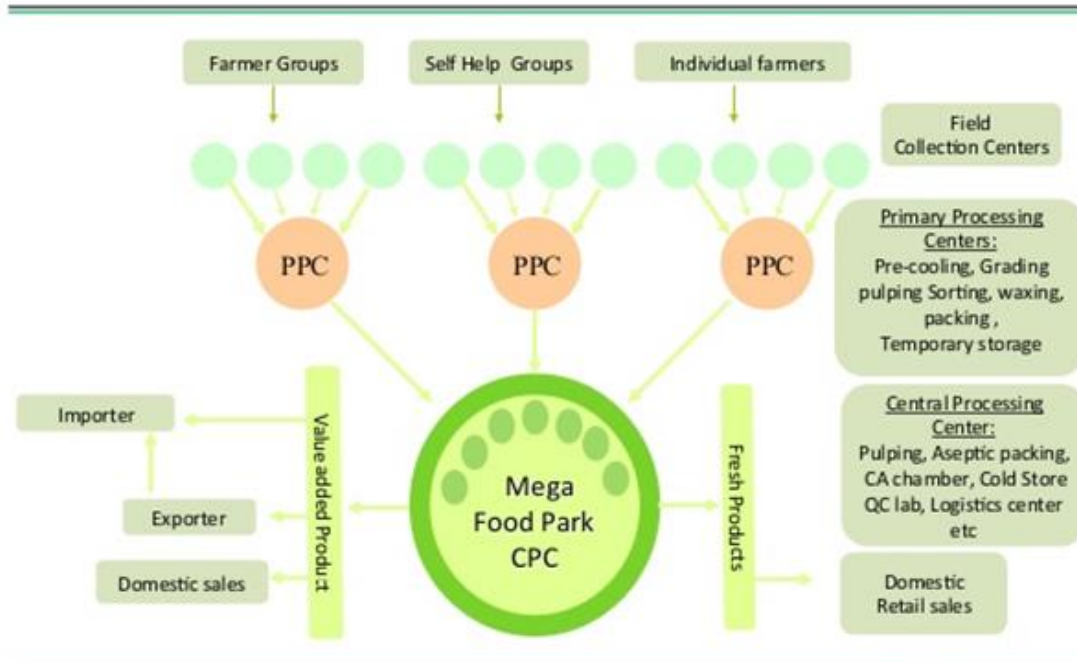 Farmer Groups
Self Help Groups
Individual farmers
Field
Collection Centers
PPC
PPC
PPC
Primary Processing
Centers:
Pre-cooling, Grading
pulping Sorting, waxing,
packing ,
Temporary storage
Importer
Exporter
Domestic sales
Value added Product
Mega
Food Park
CPC
Fresh Products
Central Processing
Center:
Pulping, Aseptic packing,
CA chamber, Cold Store
QC lab, Logistics center
etc
Domestic
Retail sales